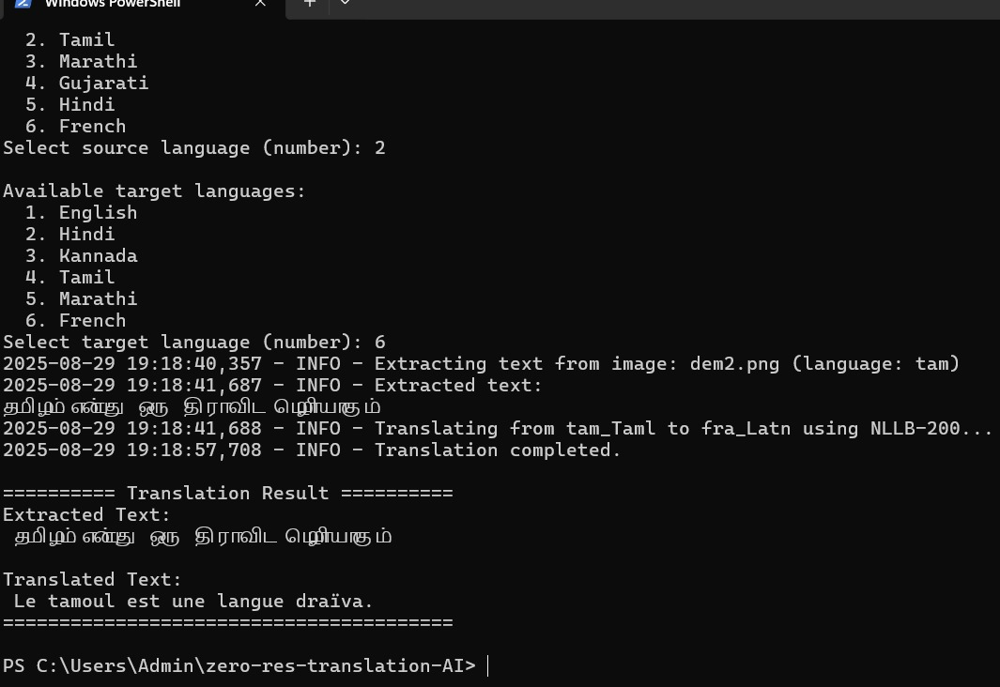 Windows PowerShell
2. Tamil
3. Marathi
4. Gujarati
5. Hindi
6. French
Select source language (number): 2
Available target languages:
1. English
2. Hindi
3. Kannada
4. Tamil
5. Marathi
6. French
Select target language (number): 6
2025-08-29 19:18:40,357 - INFO - Extracting text from image: dem2.png (language: tam)
2025-08-29 19:18:41,687 - INFO - Extracted text:
தமிழ் என்பது ஒரு திராவிட மொழியாகும்
2025-08-29 19:18:41,688 - INFO - Translating from tam_Taml to fra_Latn using NLLB-200...
2025-08-29 19:18:57,708 - INFO - Translation completed.
========== Translation Result ==========
Extracted Text:
தமிழ் என்பது ஒரு திராவிட மொழியாகும்
Translated Text:
Le tamoul est une langue draïva.
========================================
PS C:\Users\Admin\zero-res-translation-AI>